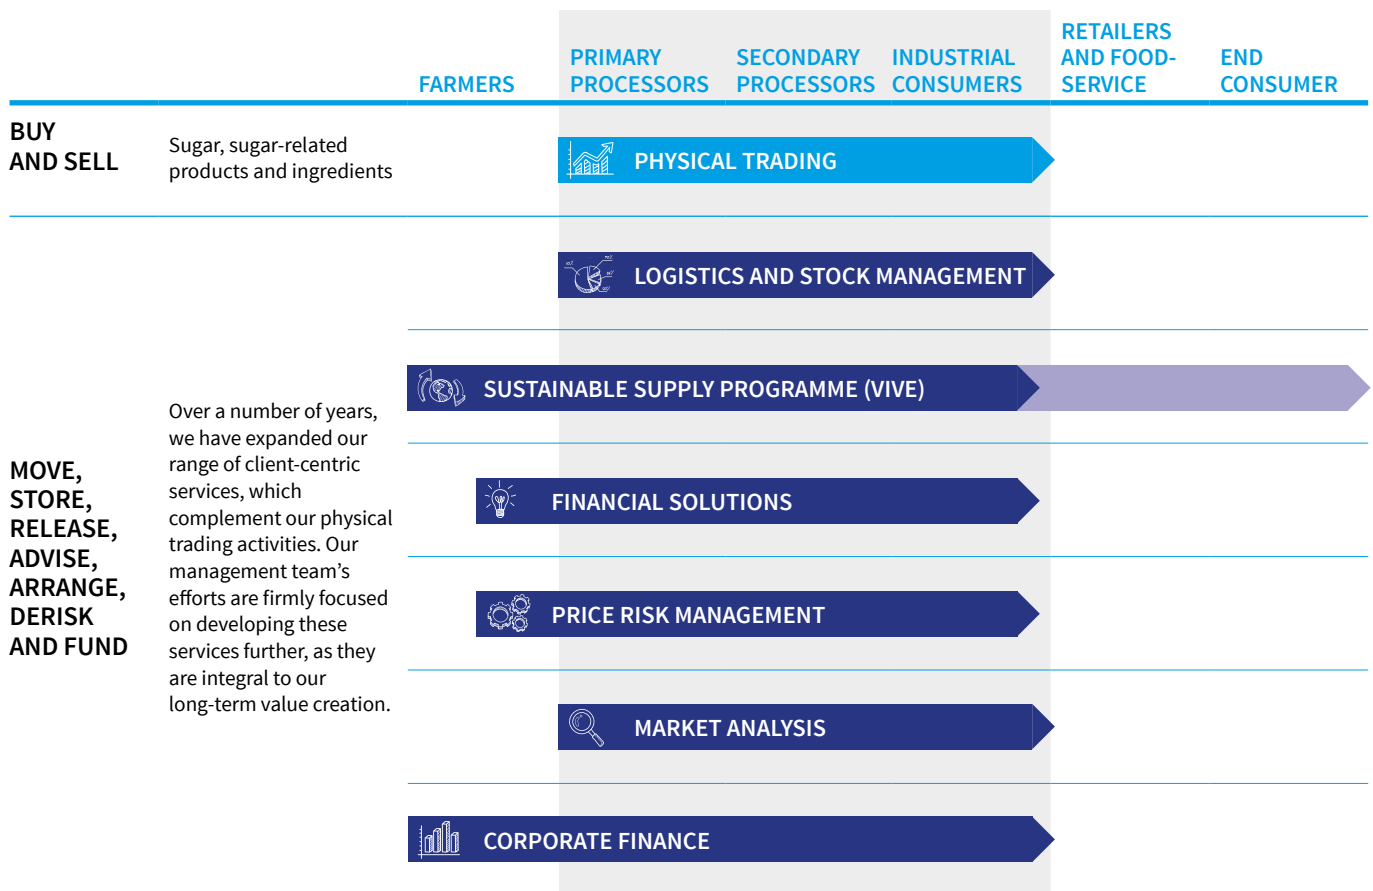 FARMERS
PRIMARY
PROCESSORS
SECONDARY
PROCESSORS
INDUSTRIAL
CONSUMERS
RETAILERS
AND FOOD-
SERVICE
END
CONSUMER
BUY
AND SELL
Sugar, sugar-related
products and ingredients
PHYSICAL TRADING
MOVE,
STORE,
RELEASE,
ADVISE,
ARRANGE,
DERISK
AND FUND
Over a number of years,
we have expanded our
range of client-centric
services, which
complement our physical
trading activities. Our
management team’s
efforts are firmly focused
on developing these
services further, as they
are integral to our
long-term value creation.
LOGISTICS AND STOCK MANAGEMENT
SUSTAINABLE SUPPLY PROGRAMME (VIVE)
FINANCIAL SOLUTIONS
PRICE RISK MANAGEMENT
MARKET ANALYSIS
CORPORATE FINANCE